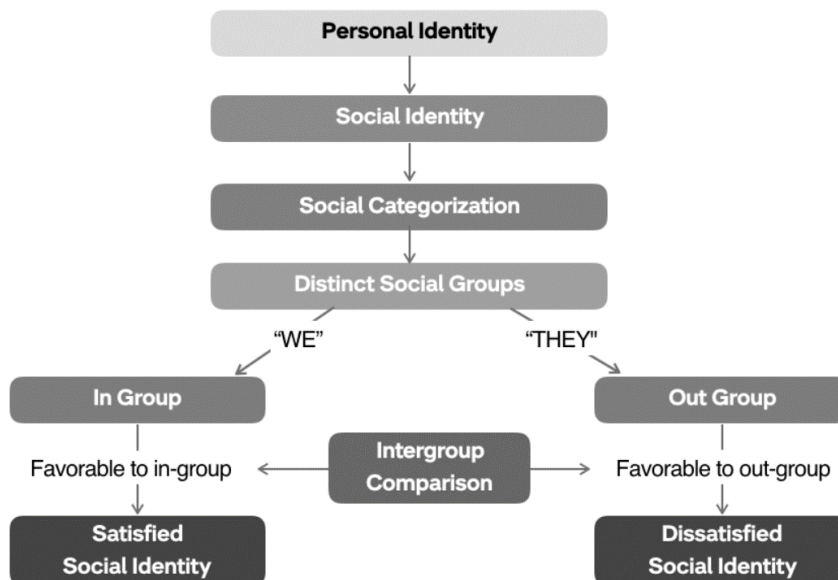 Personal Identity
Social Identity
Social Categorization
Distinct Social Groups
“WE”
“THEY"
In Group
Out Group
Intergroup
Comparison
Favorable to in-group
Favorable to out-group
Satisfied
Social Identity
Dissatisfied
Social Identity